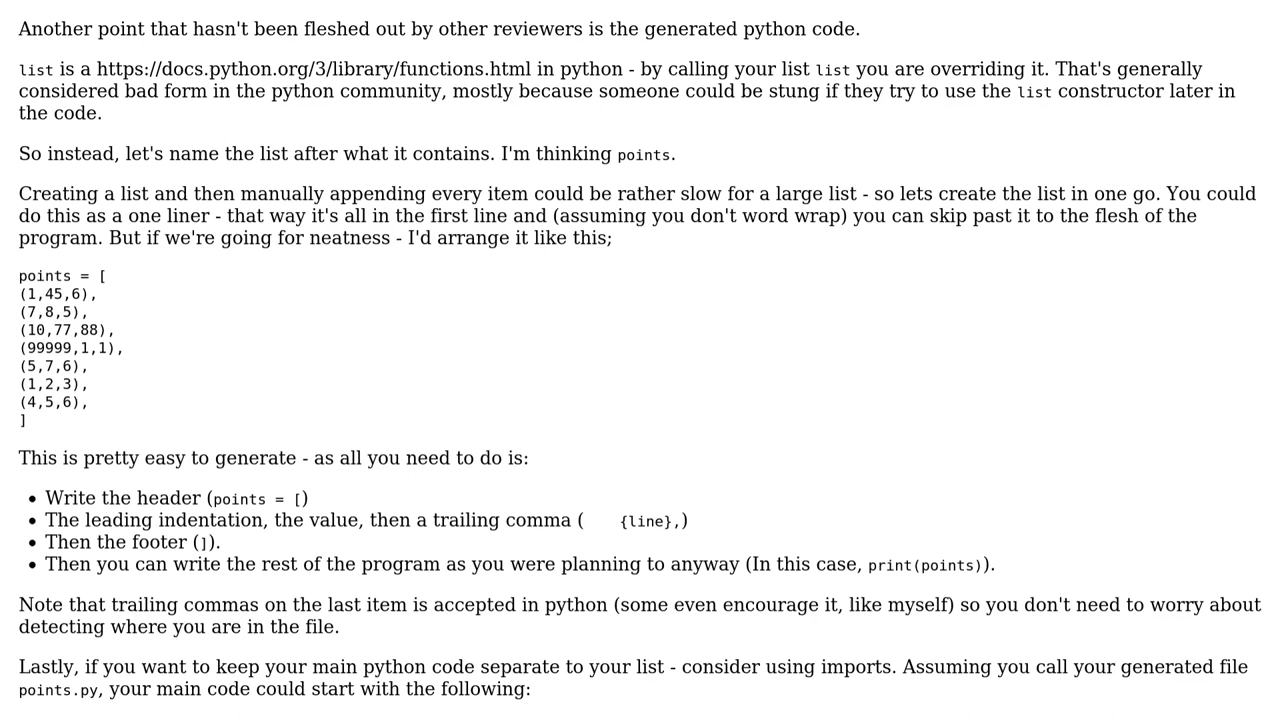 Another point that hasn't been fleshed out by other reviewers is the generated python code.
list is a https://docs.python.org/3/library/functions.html in python - by calling your list list you are overriding it. That's generally
considered bad form in the python community, mostly because someone could be stung if they try to use the list constructor later in
the code.
So instead, let's name the list after what it contains. I'm thinking points.
Creating a list and then manually appending every item could be rather slow for a large list - so lets create the list in one go. You could
do this as a one liner - that way it's all in the first line and (assuming you don't word wrap) you can skip past it to the flesh of the
program. But if we're going for neatness - I'd arrange it like this;
points = [
(1,45,6),
(7,8,5),
(10,77,88),
(99999,1,1),
(5,7,6),
(1,2,3),
(4,5,6),
]
This is pretty easy to generate - as all you need to do is:
• Write the header (points = [)
• The leading indentation, the value, then a trailing comma (    {line},)
• Then the footer (]).
• Then you can write the rest of the program as you were planning to anyway (In this case, print(points)).
Note that trailing commas on the last item is accepted in python (some even encourage it, like myself) so you don't need to worry about
detecting where you are in the file.
Lastly, if you want to keep your main python code separate to your list - consider using imports. Assuming you call your generated file
points.py, your main code could start with the following: